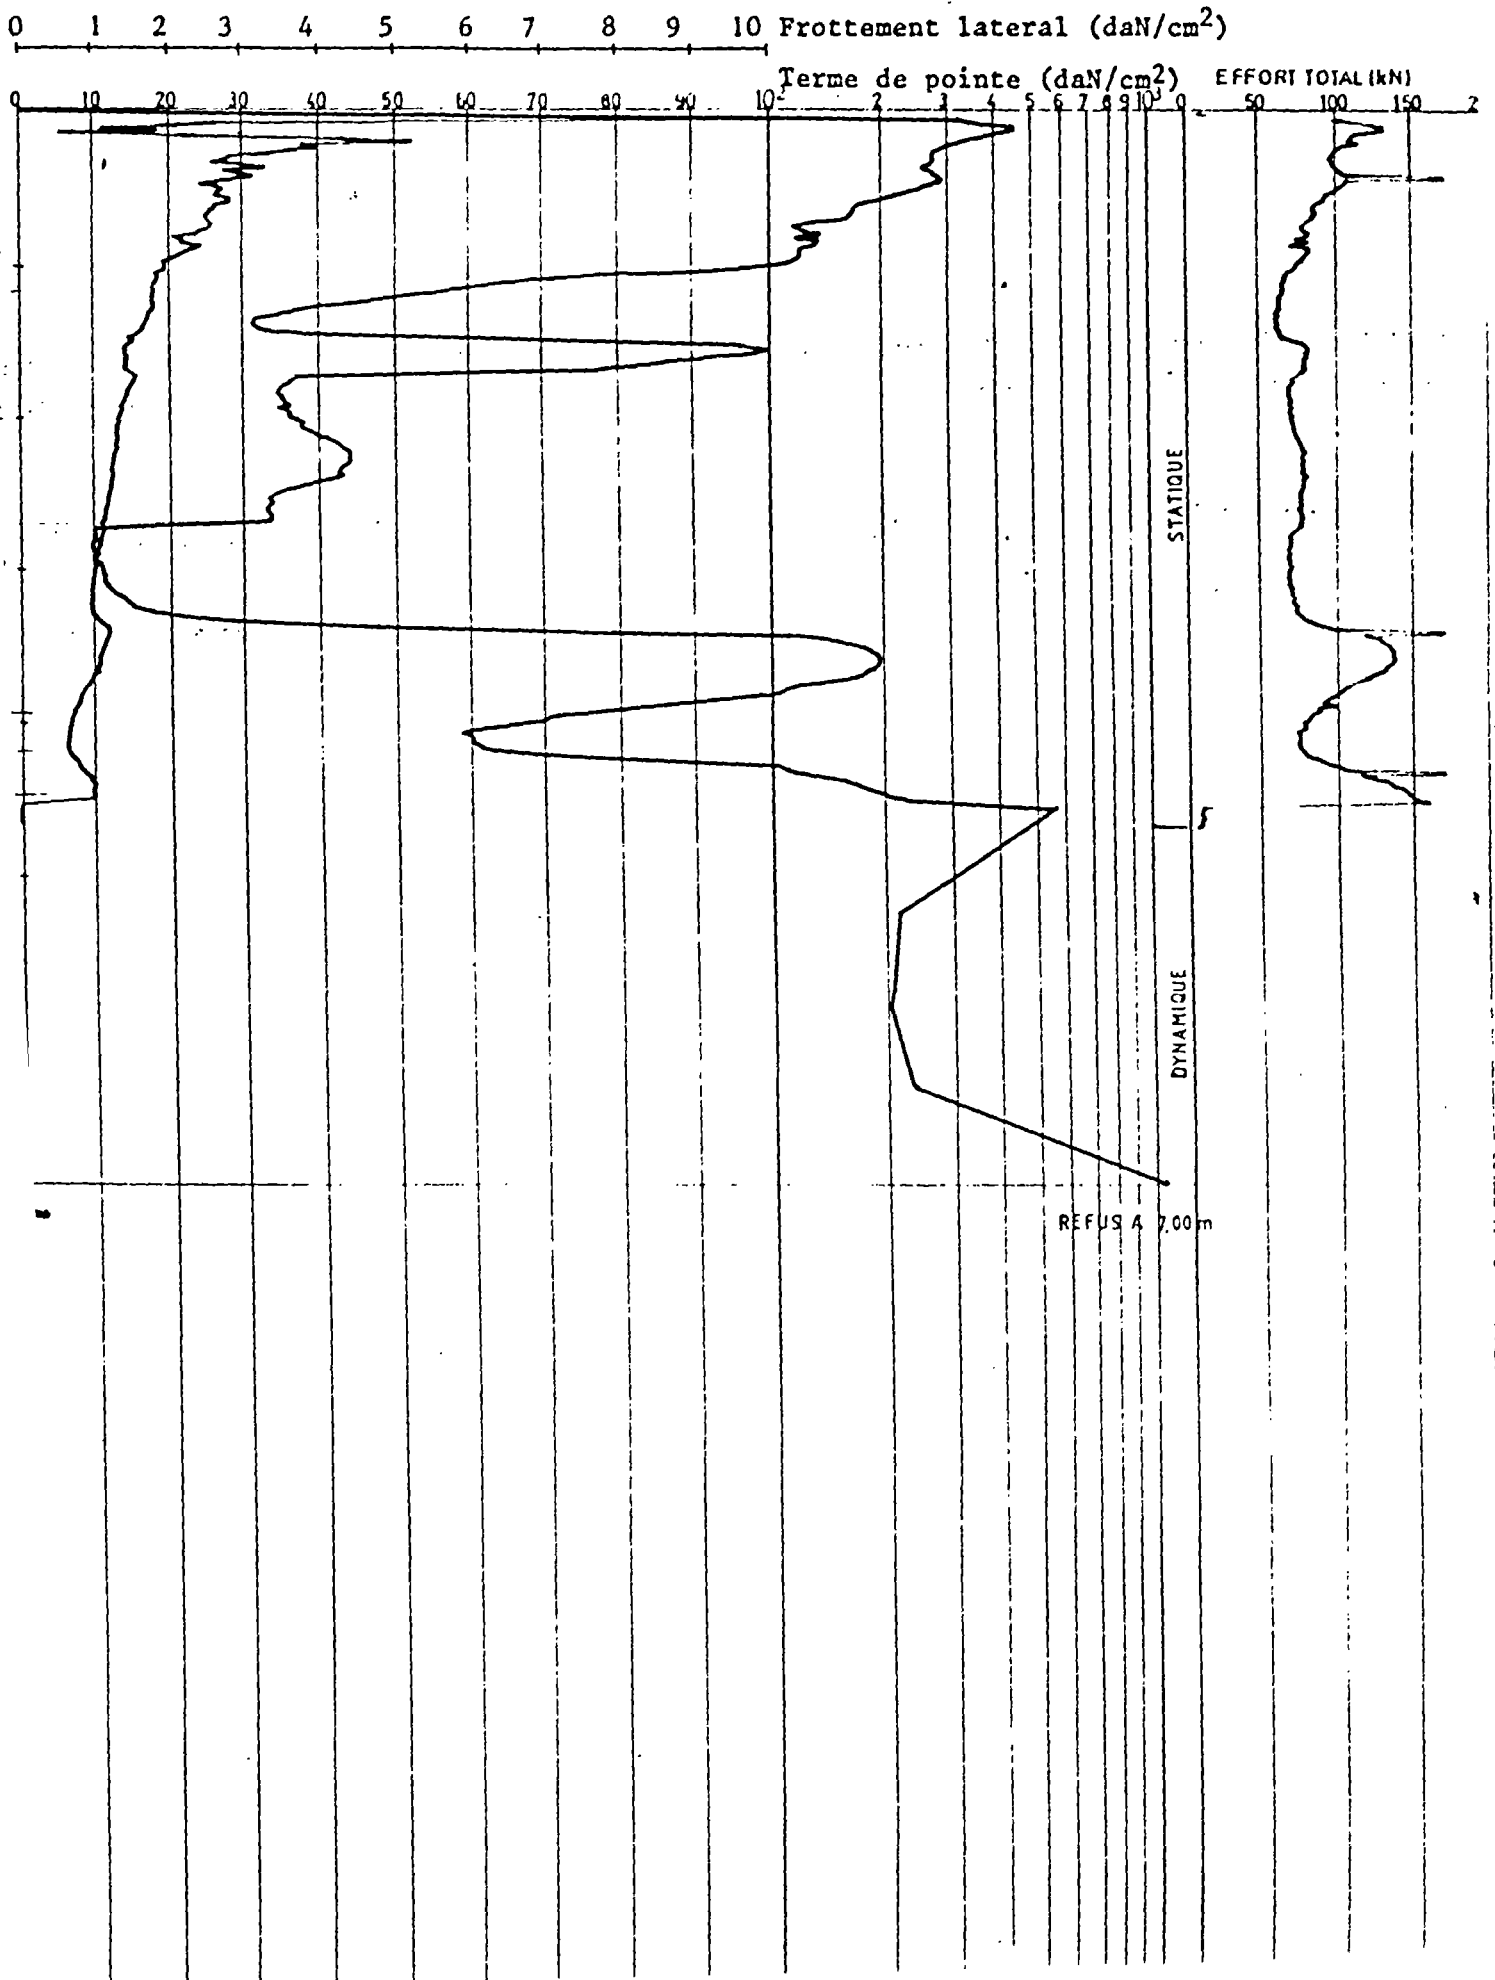 0 1 2 3 4 5 6 7 8 9 10 Frottement lateral (daN/cm²)
Terme de pointe (daN/cm²) EFFORT TOTAL (kN)
0 10 20 30 40 50 60 70 80 90 10² 2 3 4 5 6 7 8 9 10³ 0 50 100 150 2
STATIQUE
DYNAMIQUE
REFUS A 7,00 m